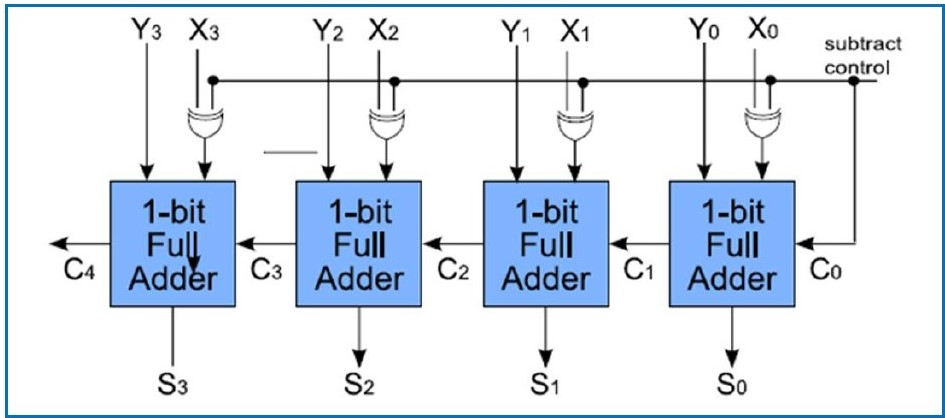 Y3 X3 Y2 X2 Y1 X1 Y0 X0
subtract
control
1-bit
Full
Adder
1-bit
Full
Adder
1-bit
Full
Adder
1-bit
Full
Adder
C4 C3 C2 C1 C0
S3 S2 S1 S0